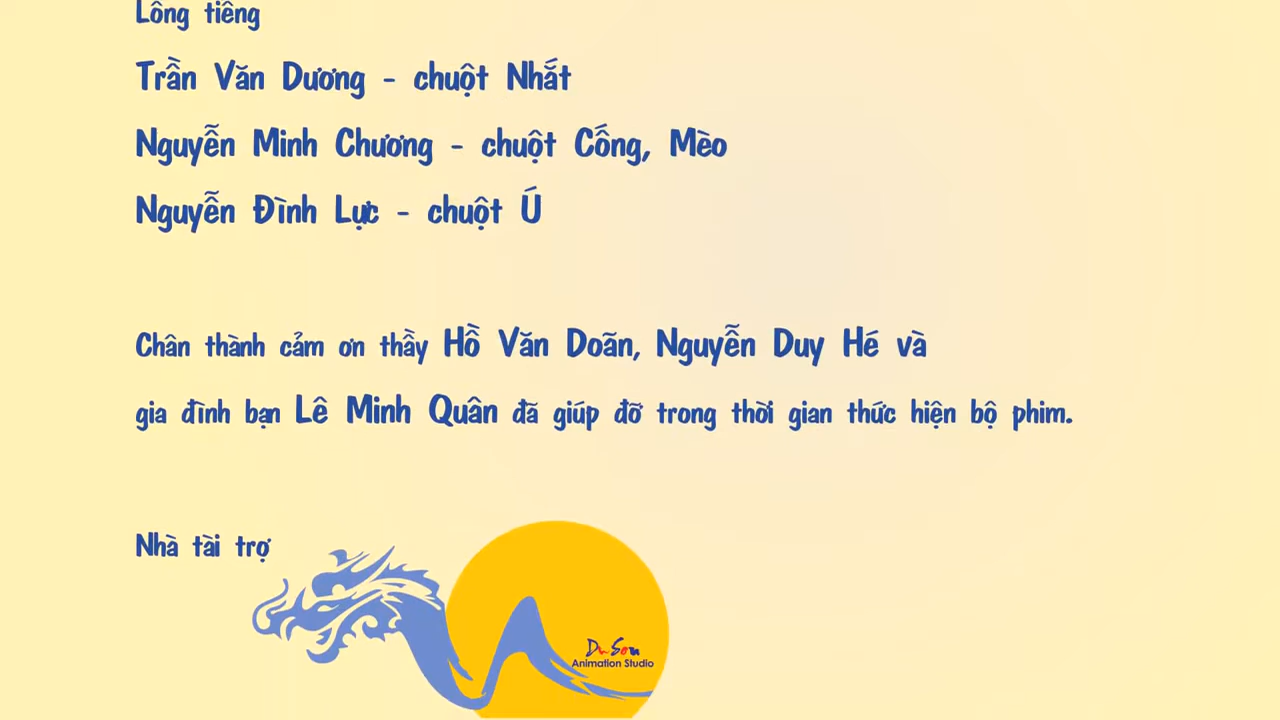 Lồng tiếng
Trần Văn Dương - chuột Nhắt
Nguyễn Minh Chương - chuột Cống, Mèo
Nguyễn Đình Lực - chuột Ú
Chân thành cảm ơn thầy Hồ Văn Doãn, Nguyễn Duy Hé và
gia đình bạn Lê Minh Quân đã giúp đỡ trong thời gian thức hiện bộ phim.
Nhà tài trợ
Du Sơn
Animation Studio